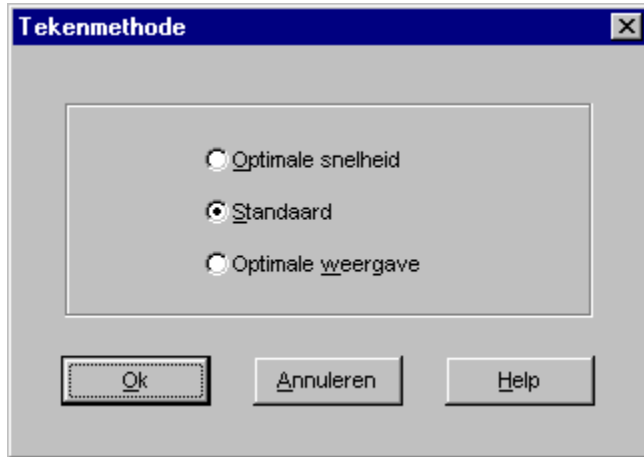 Tekenmethode
Optimale snelheid
Standaard
Optimale weergave
Ok Annuleren Help